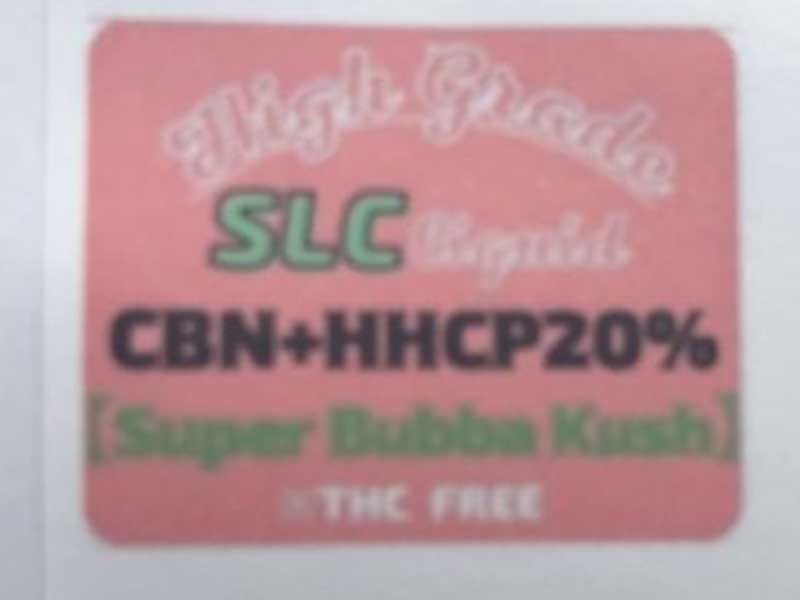 High Grade
SLC liquid
CBN+HHCP20%
【Super Bubba Kush】
※THC FREE